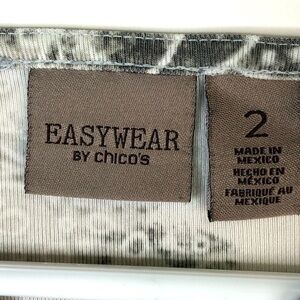 EASYWEAR
BY chico's
2
MADE IN
MEXICO
HECHO EN
MÉXICO
FABRIQUÉ AU
MEXIQUE